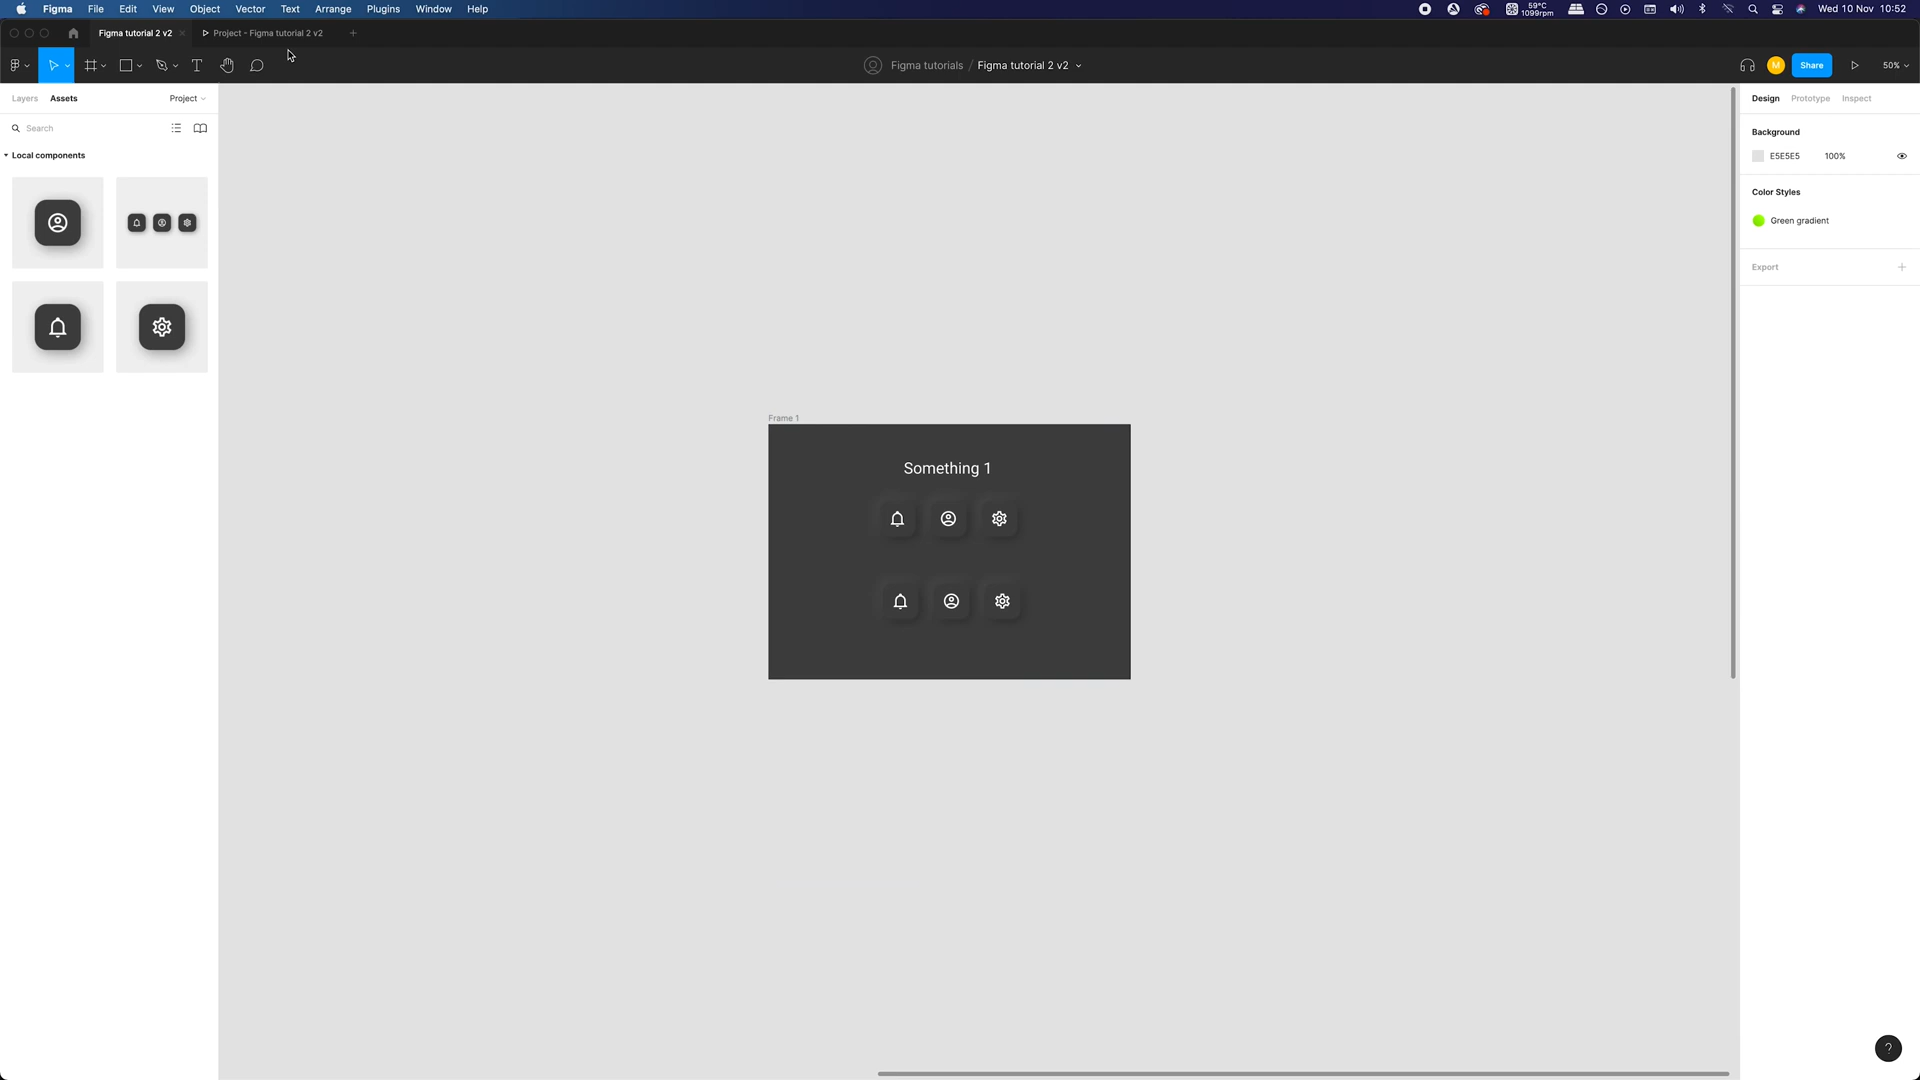 Figma File Edit View Object Vector Text Arrange Plugins Window Help
59°C
1099rpm
Wed 10 Nov 10:52
Figma tutorial 2 v2
Project - Figma tutorial 2 v2
Figma tutorials / Figma tutorial 2 v2
M
Share
50%
Layers Assets Project
Search
Local components
Design Prototype Inspect
Background
E5E5E5 100%
Color Styles
Green gradient
Export
Frame 1
Something 1
?